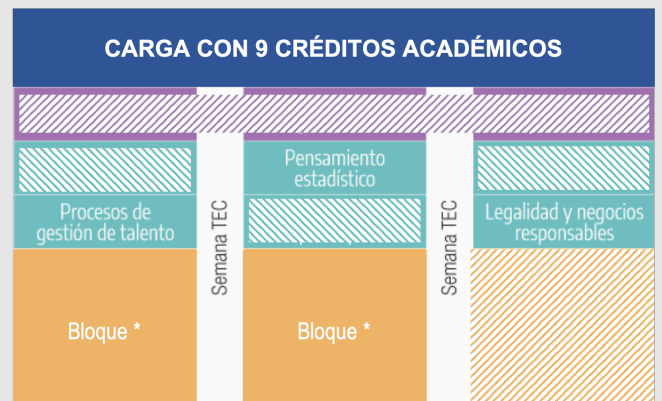 CARGA CON 9 CRÉDITOS ACADÉMICOS
Pensamiento
estadístico
Procesos de
gestión de talento
Semana TEC
Semana TEC
Legalidad y negocios
responsables
Bloque *
Bloque *